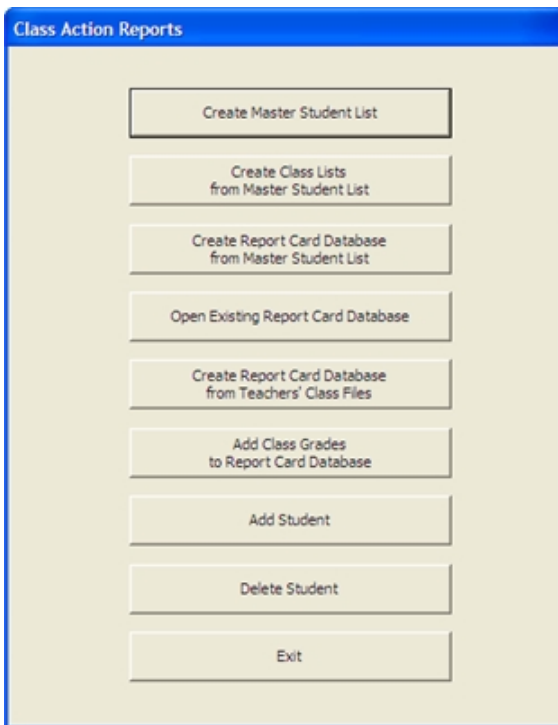 Class Action Reports
Create Master Student List
Create Class Lists
from Master Student List
Create Report Card Database
from Master Student List
Open Existing Report Card Database
Create Report Card Database
from Teachers' Class Files
Add Class Grades
to Report Card Database
Add Student
Delete Student
Exit